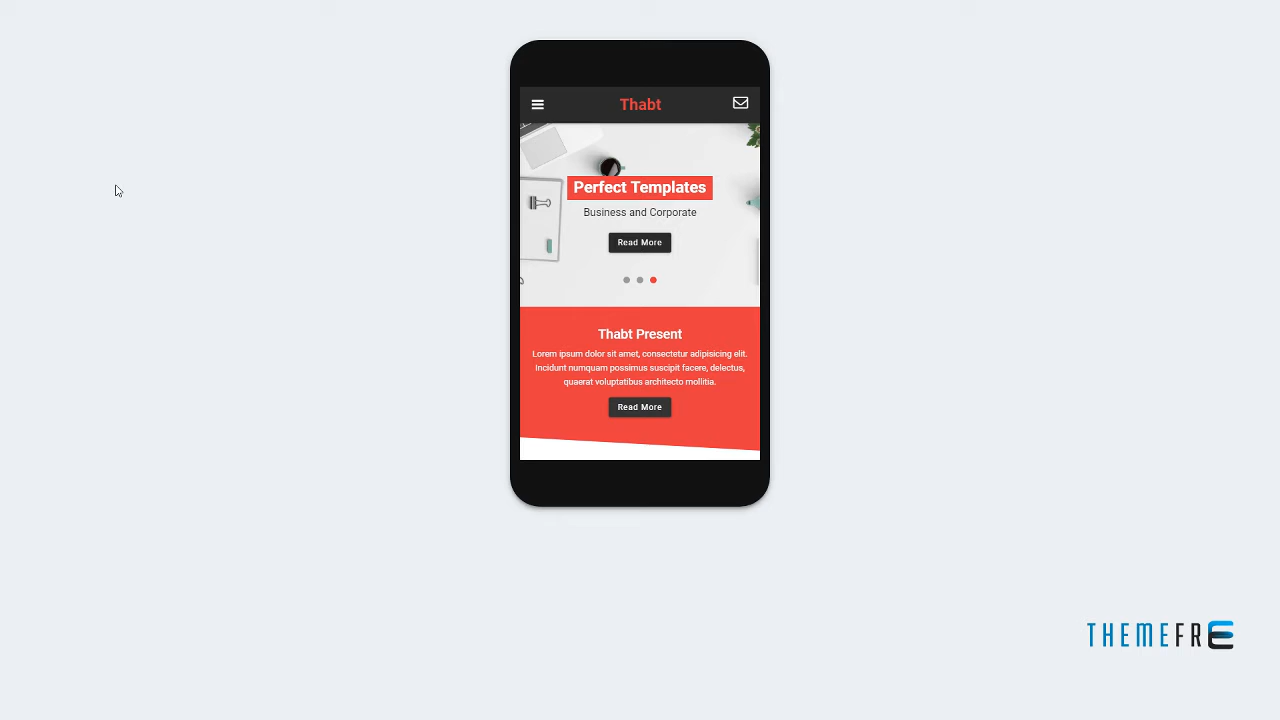 Thabt
Perfect Templates
Business and Corporate
Read More
Thabt Present
Lorem ipsum dolor sit amet, consectetur adipisicing elit.
Incidunt numquam possimus suscipit facere, delectus,
quaerat voluptatibus architecto mollitia.
Read More
THEMEFRE